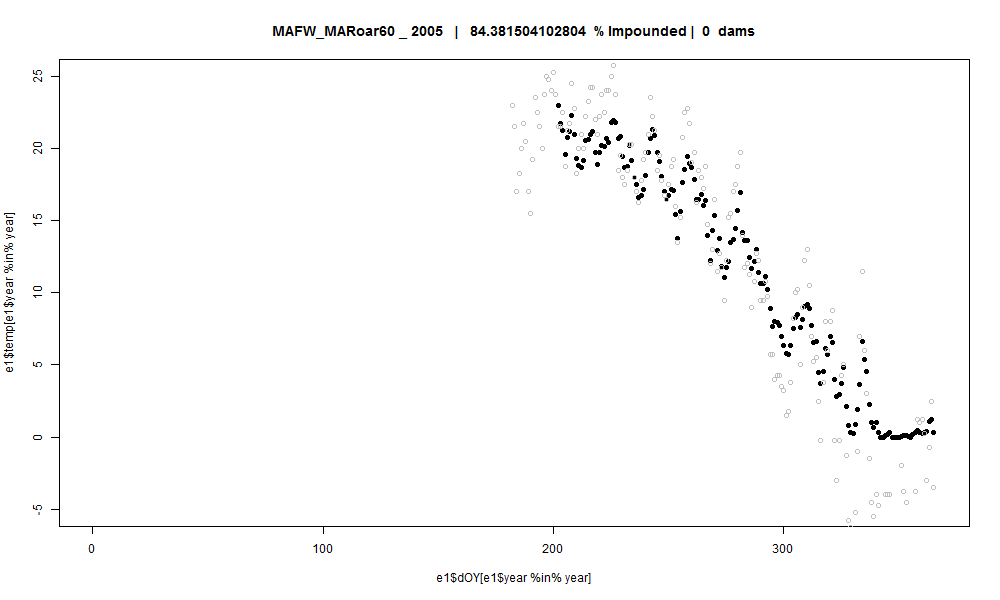 MAFW_MARoar60 _ 2005 | 84.381504102804 % Impounded | 0 dams
25
20
15
10
5
0
-5
e1$temp[e1$year %in% year]
0 100 200 300
e1$dOY[e1$year %in% year]